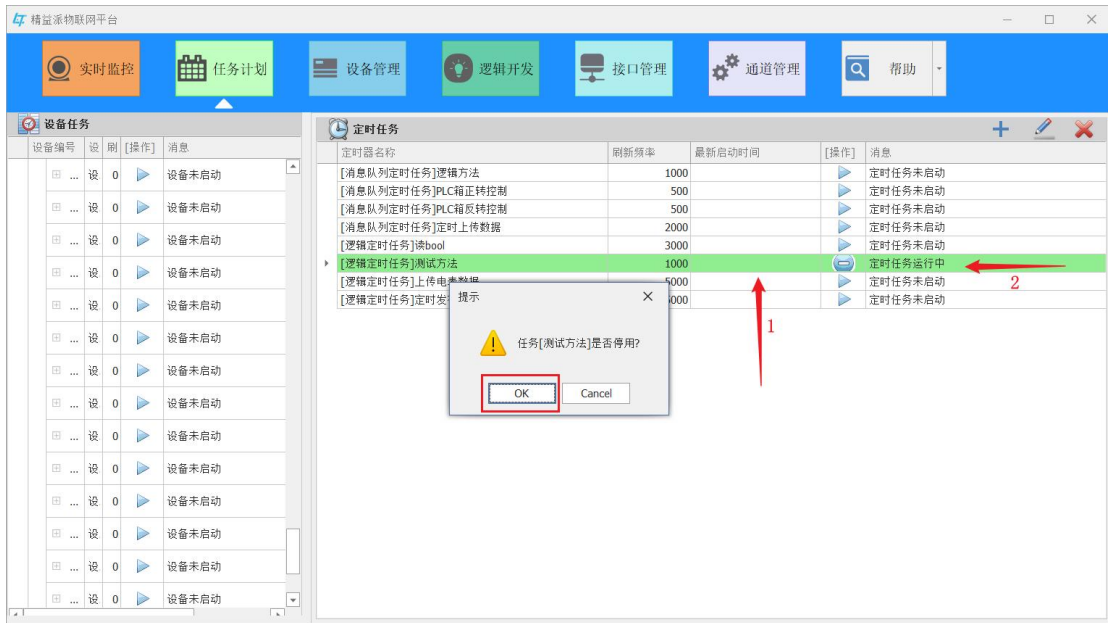 精益派物联网平台
实时监控 任务计划 设备管理 逻辑开发 接口管理 通道管理 帮助
设备任务
设备编号 设 刷 [操作] 消息
... 设 0 设备未启动
... 设 0 设备未启动
... 设 0 设备未启动
... 设 0 设备未启动
... 设 0 设备未启动
... 设 0 设备未启动
... 设 0 设备未启动
... 设 0 设备未启动
... 设 0 设备未启动
... 设 0 设备未启动
... 设 0 设备未启动
... 设 0 设备未启动
... 设 0 设备未启动
... 设 0 设备未启动
定时任务
定时器名称 刷新频率 最新启动时间 [操作] 消息
[消息队列定时任务]逻辑方法 1000 定时任务未启动
[消息队列定时任务]PLC箱正转控制 500 定时任务未启动
[消息队列定时任务]PLC箱反转控制 500 定时任务未启动
[消息队列定时任务]定时上传数据 2000 定时任务未启动
[逻辑定时任务]读bool 3000 定时任务未启动
[逻辑定时任务]测试方法 1000 定时任务运行中
[逻辑定时任务]上传电表数据 5000 定时任务未启动
[逻辑定时任务]定时发 000 定时任务未启动
1
2
提示
任务[测试方法]是否停用?
OK Cancel